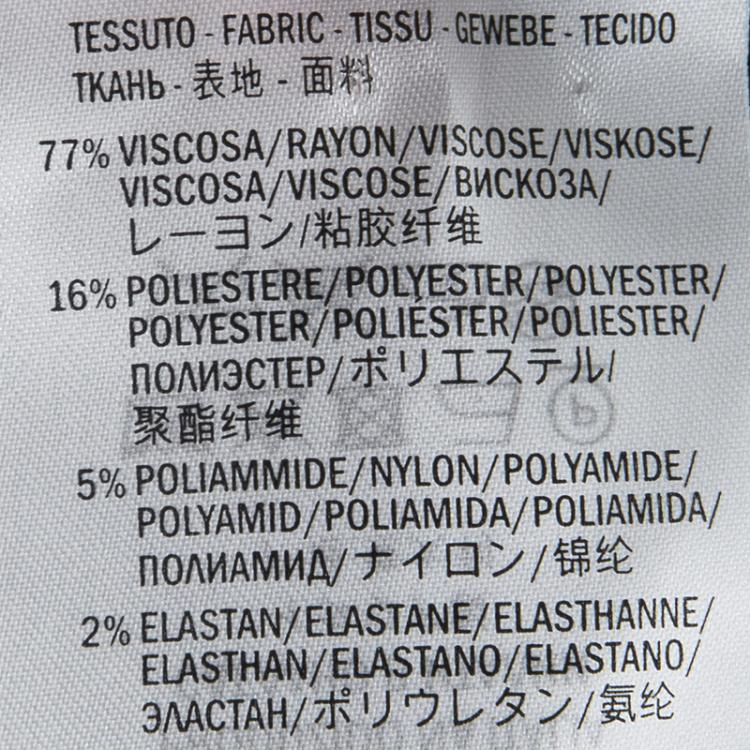 TESSUTO - FABRIC - TISSU - GEWEBE - TECIDO
ТКАНЬ - 表地 - 面料
77% VISCOSA/RAYON/VISCOSE/VISKOSE/
VISCOSA/VISCOSE/ВИСКОЗА/
レーヨン/粘胶纤维
16% POLIESTERE/POLYESTER/POLYESTER/
POLYESTER/POLIÉSTER/POLIESTER/
ПОЛИЭСТЕР/ポリエステル/
聚酯纤维
5% POLIAMMIDE/NYLON/POLYAMIDE/
POLYAMID/POLIAMIDA/POLIAMIDA/
ПОЛИАМИД/ナイロン/锦纶
2% ELASTAN/ELASTANE/ELASTHANNE/
ELASTHAN/ELASTANO/ELASTANO/
ЭЛАСТАН/ポリウレタン/氨纶